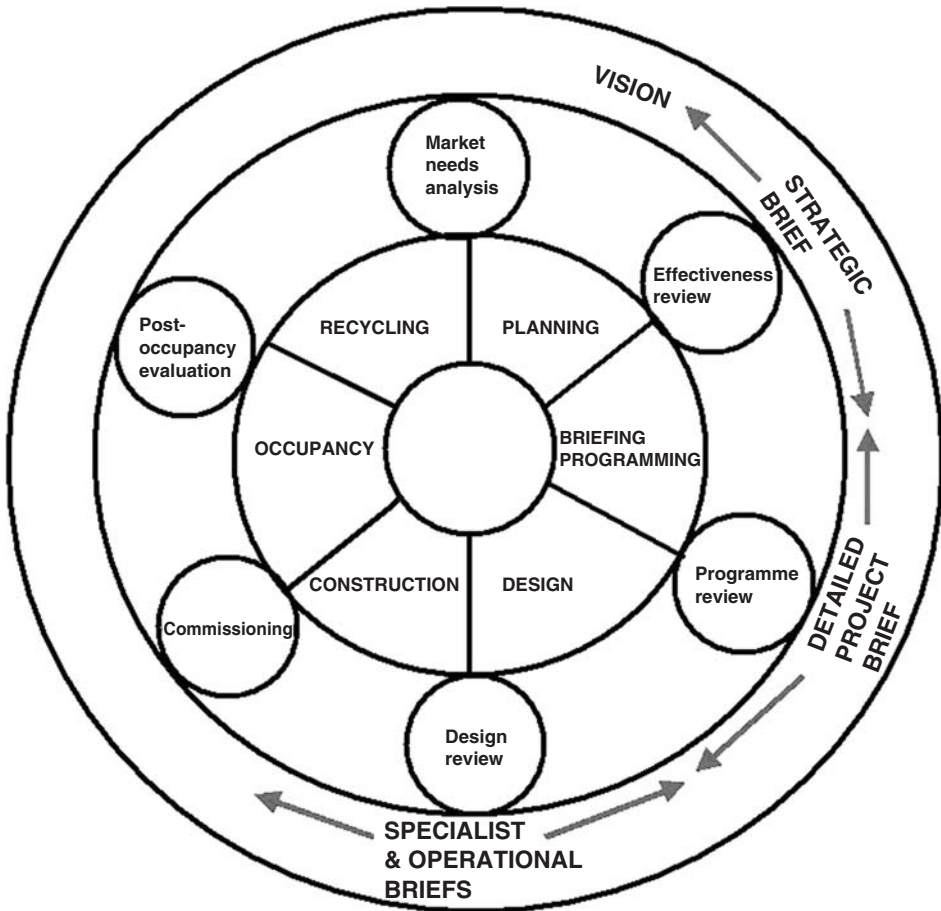 VISION
STRATEGIC
BRIEF
Market
needs
analysis
Effectiveness
review
Post-
occupancy
evaluation
RECYCLING
PLANNING
OCCUPANCY
BRIEFING
PROGRAMMING
CONSTRUCTION
DESIGN
Programme
review
Commissioning
Design
review
DETAILED
PROJECT
BRIEF
SPECIALIST
& OPERATIONAL
BRIEFS